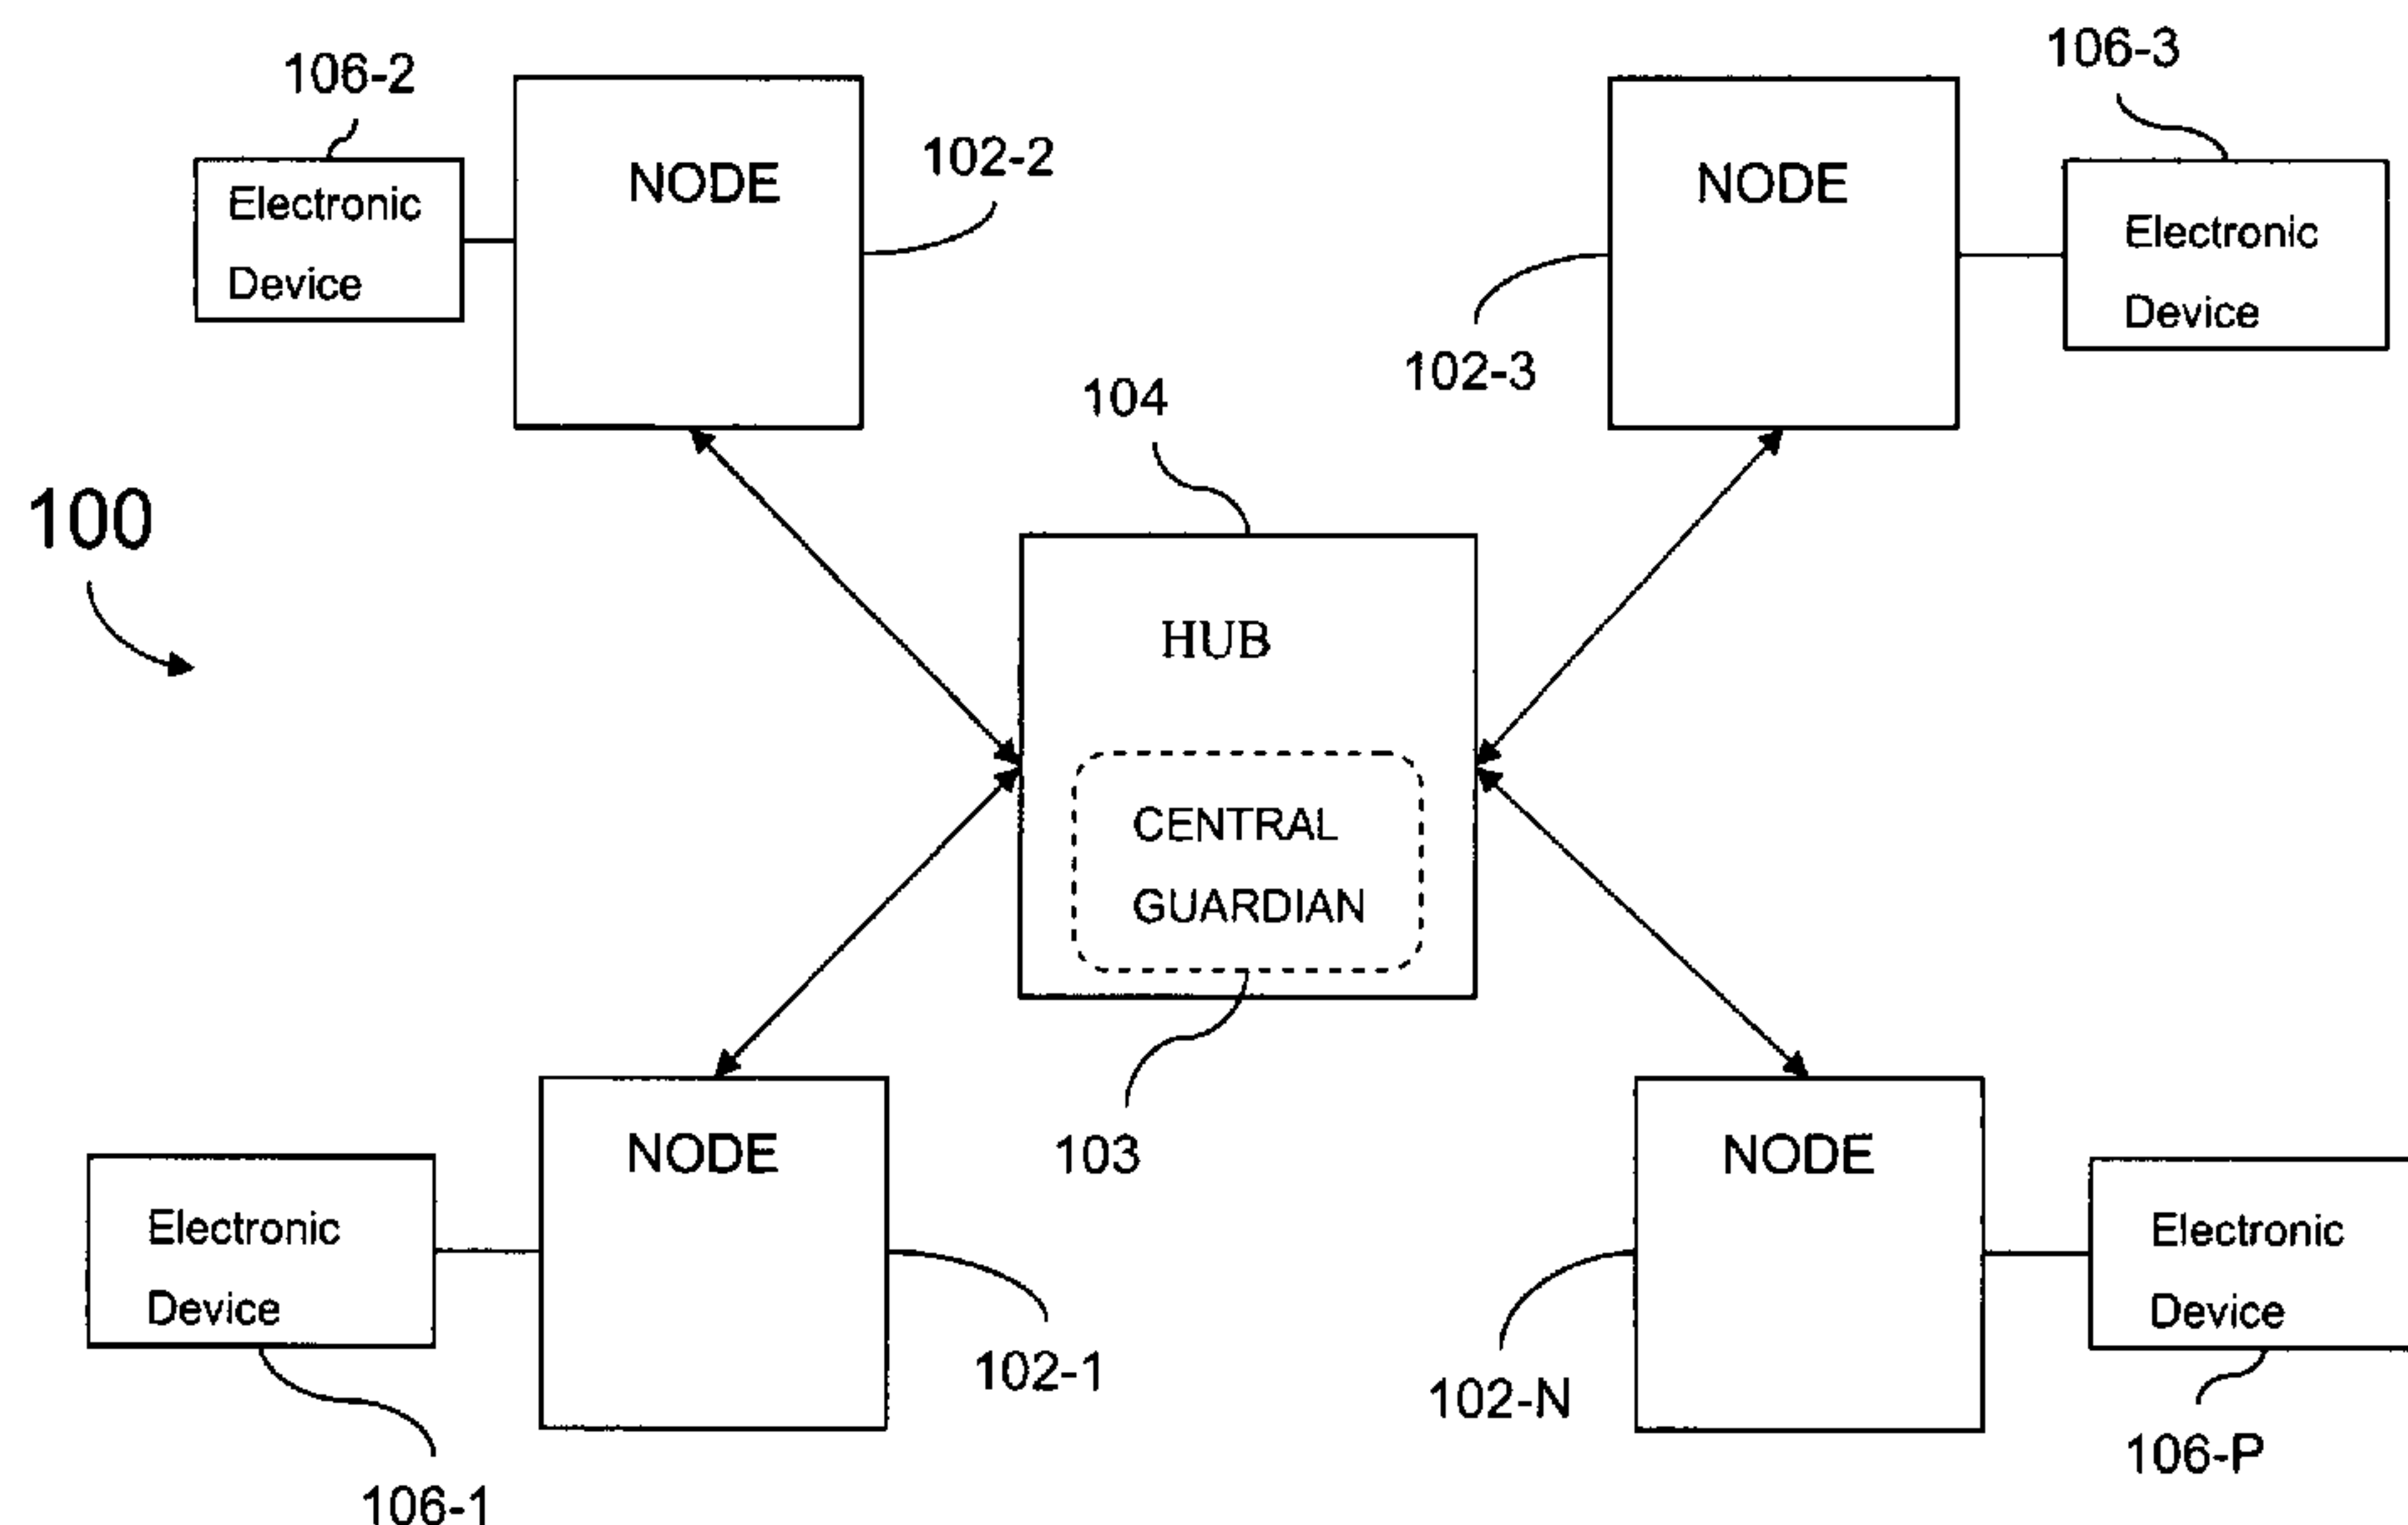 106-2
106-3
NODE
102-2
NODE
Electronic
Device
Electronic
Device
102-3
104
100
HUB
CENTRAL
GUARDIAN
103
NODE
NODE
Electronic
Device
Electronic
Device
102-1
102-N
106-P
106-1